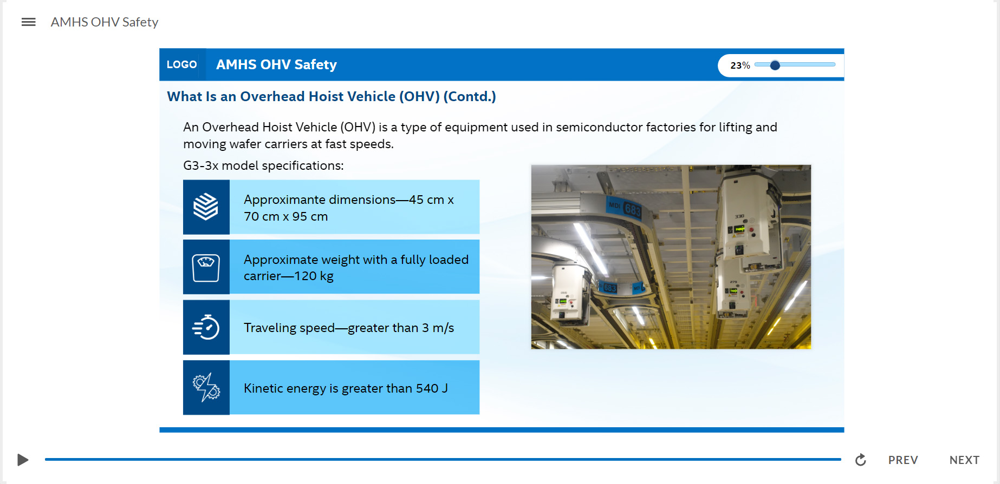 AMHS OHV Safety
LOGO
AMHS OHV Safety
23%
What Is an Overhead Hoist Vehicle (OHV) (Contd.)
An Overhead Hoist Vehicle (OHV) is a type of equipment used in semiconductor factories for lifting and
moving wafer carriers at fast speeds.
G3-3x model specifications:
Approximante dimensions—45 cm x
70 cm x 95 cm
Approximate weight with a fully loaded
carrier—120 kg
Traveling speed—greater than 3 m/s
Kinetic energy is greater than 540 J
MDI 683
330
683 MDI
279
PREV NEXT